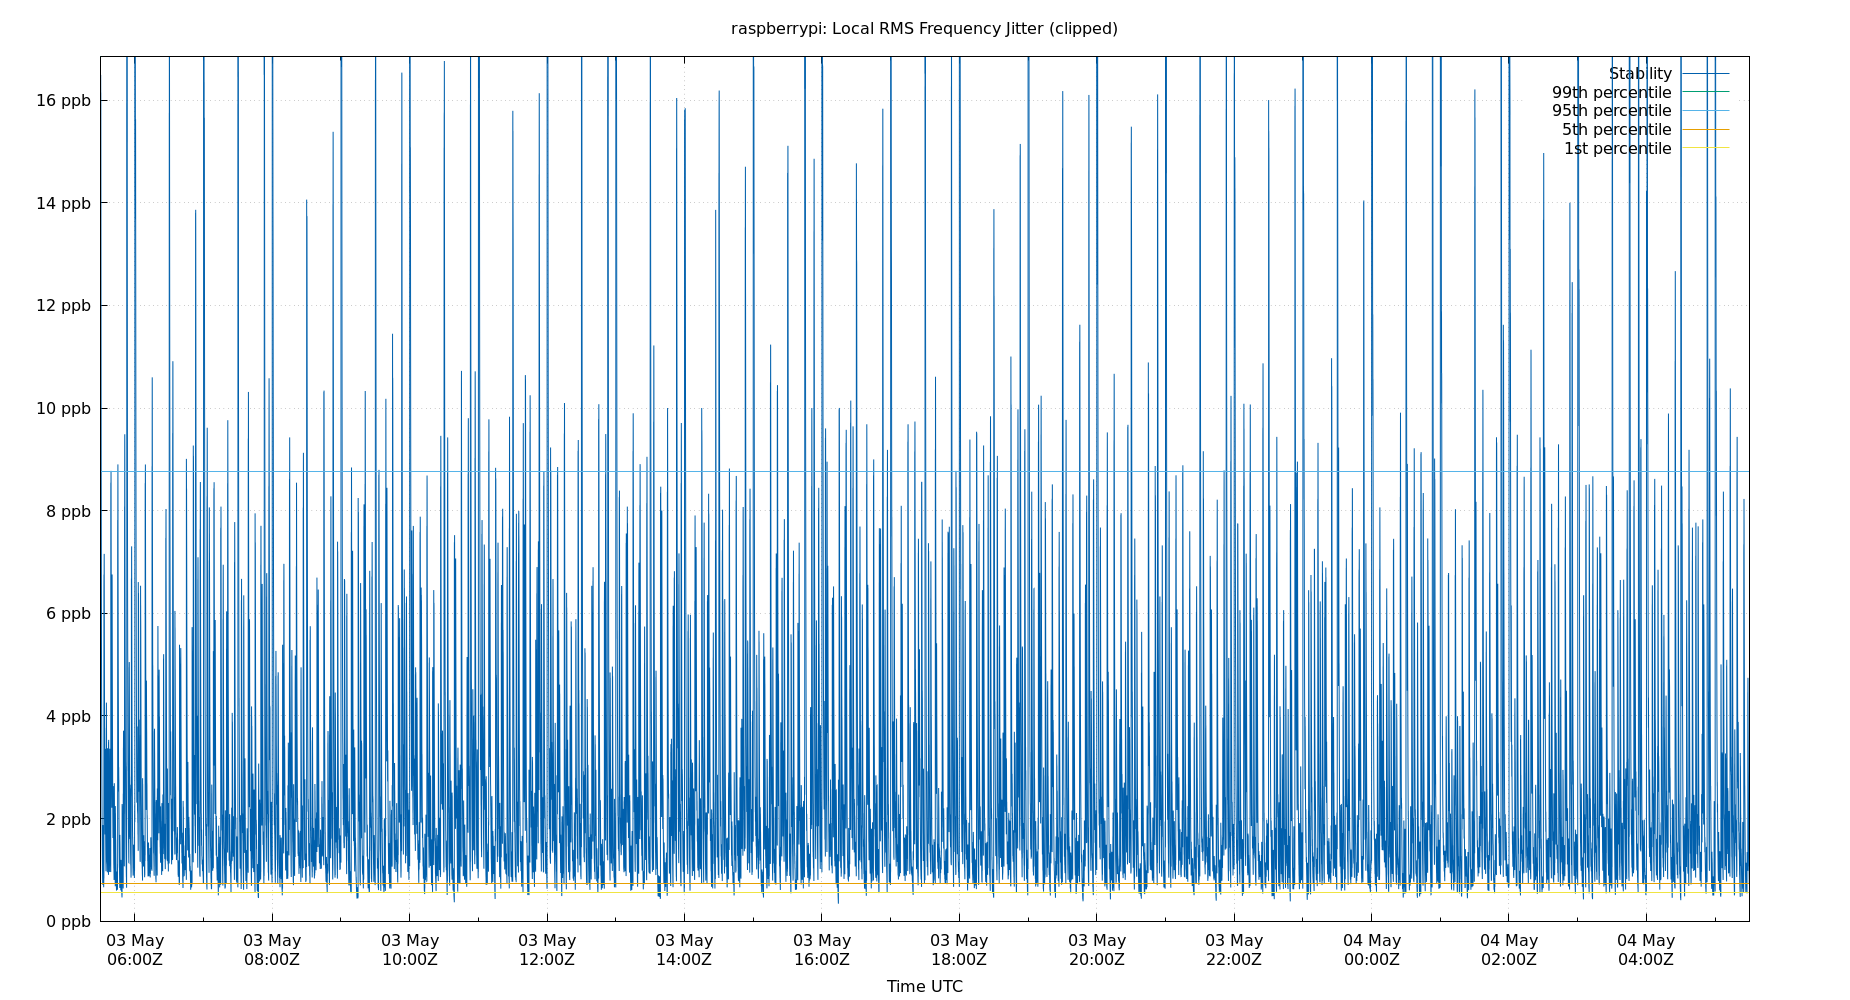 raspberrypi: Local RMS Frequency Jitter (clipped)
Stability
99th percentile
95th percentile
5th percentile
1st percentile
16 ppb
14 ppb
12 ppb
10 ppb
8 ppb
6 ppb
4 ppb
2 ppb
0 ppb
03 May 03 May 03 May 03 May 03 May 03 May 03 May 03 May 03 May 04 May 04 May 04 May
06:00Z 08:00Z 10:00Z 12:00Z 14:00Z 16:00Z 18:00Z 20:00Z 22:00Z 00:00Z 02:00Z 04:00Z
Time UTC